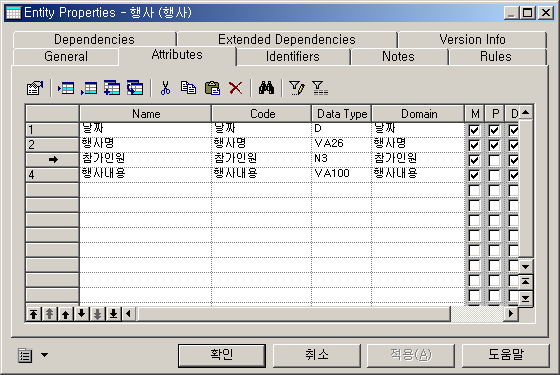 Entity Properties - 행사 (행사)
Dependencies Extended Dependencies Version Info
General Attributes Identifiers Notes Rules
Name Code Data Type Domain M P D
1 날짜 날짜 D 날짜
2 행사명 행사명 VA26 행사명
참가인원 참가인원 N3 참가인원
4 행사내용 행사내용 VA100 행사내용
확인 취소 적용(A) 도움말